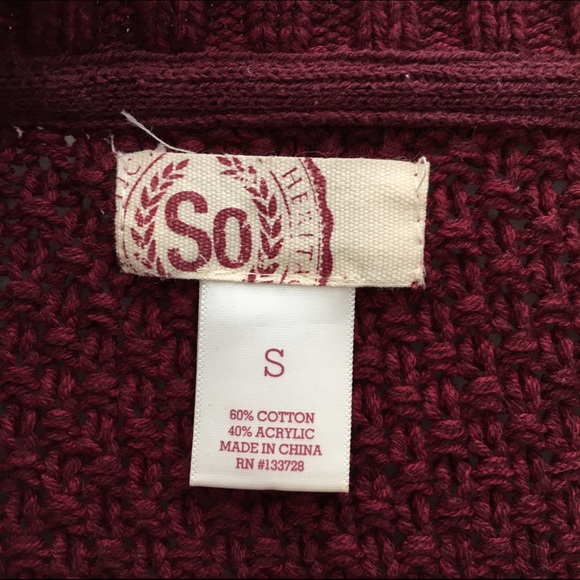 So
S
60% COTTON
40% ACRYLIC
MADE IN CHINA
RN #133728